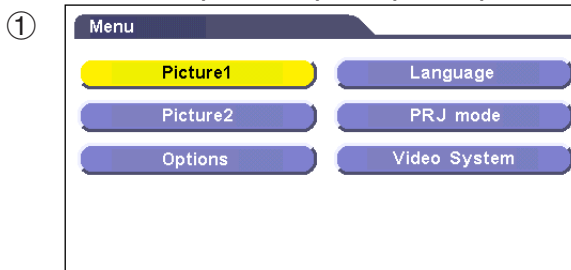 ①
Menu
Picture1
Language
Picture2
PRJ mode
Options
Video System